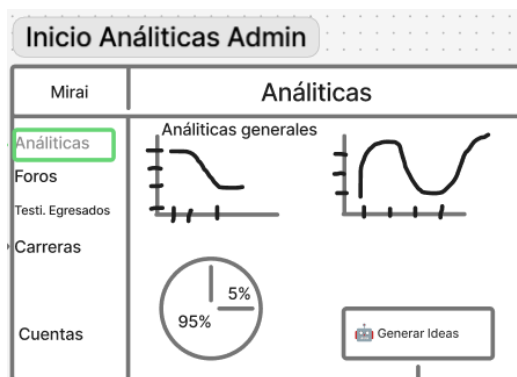 Inicio Análiticas Admin
Mirai
Análiticas
Análiticas
Análiticas generales
Foros
Testi. Egresados
Carreras
5%
95%
Cuentas
🤖 Generar Ideas